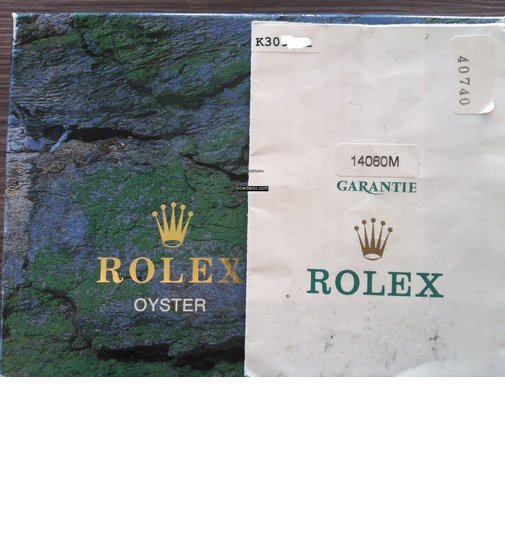 ROLEX
OYSTER
K30
40740
14060M
GARANTIE
ROLEX